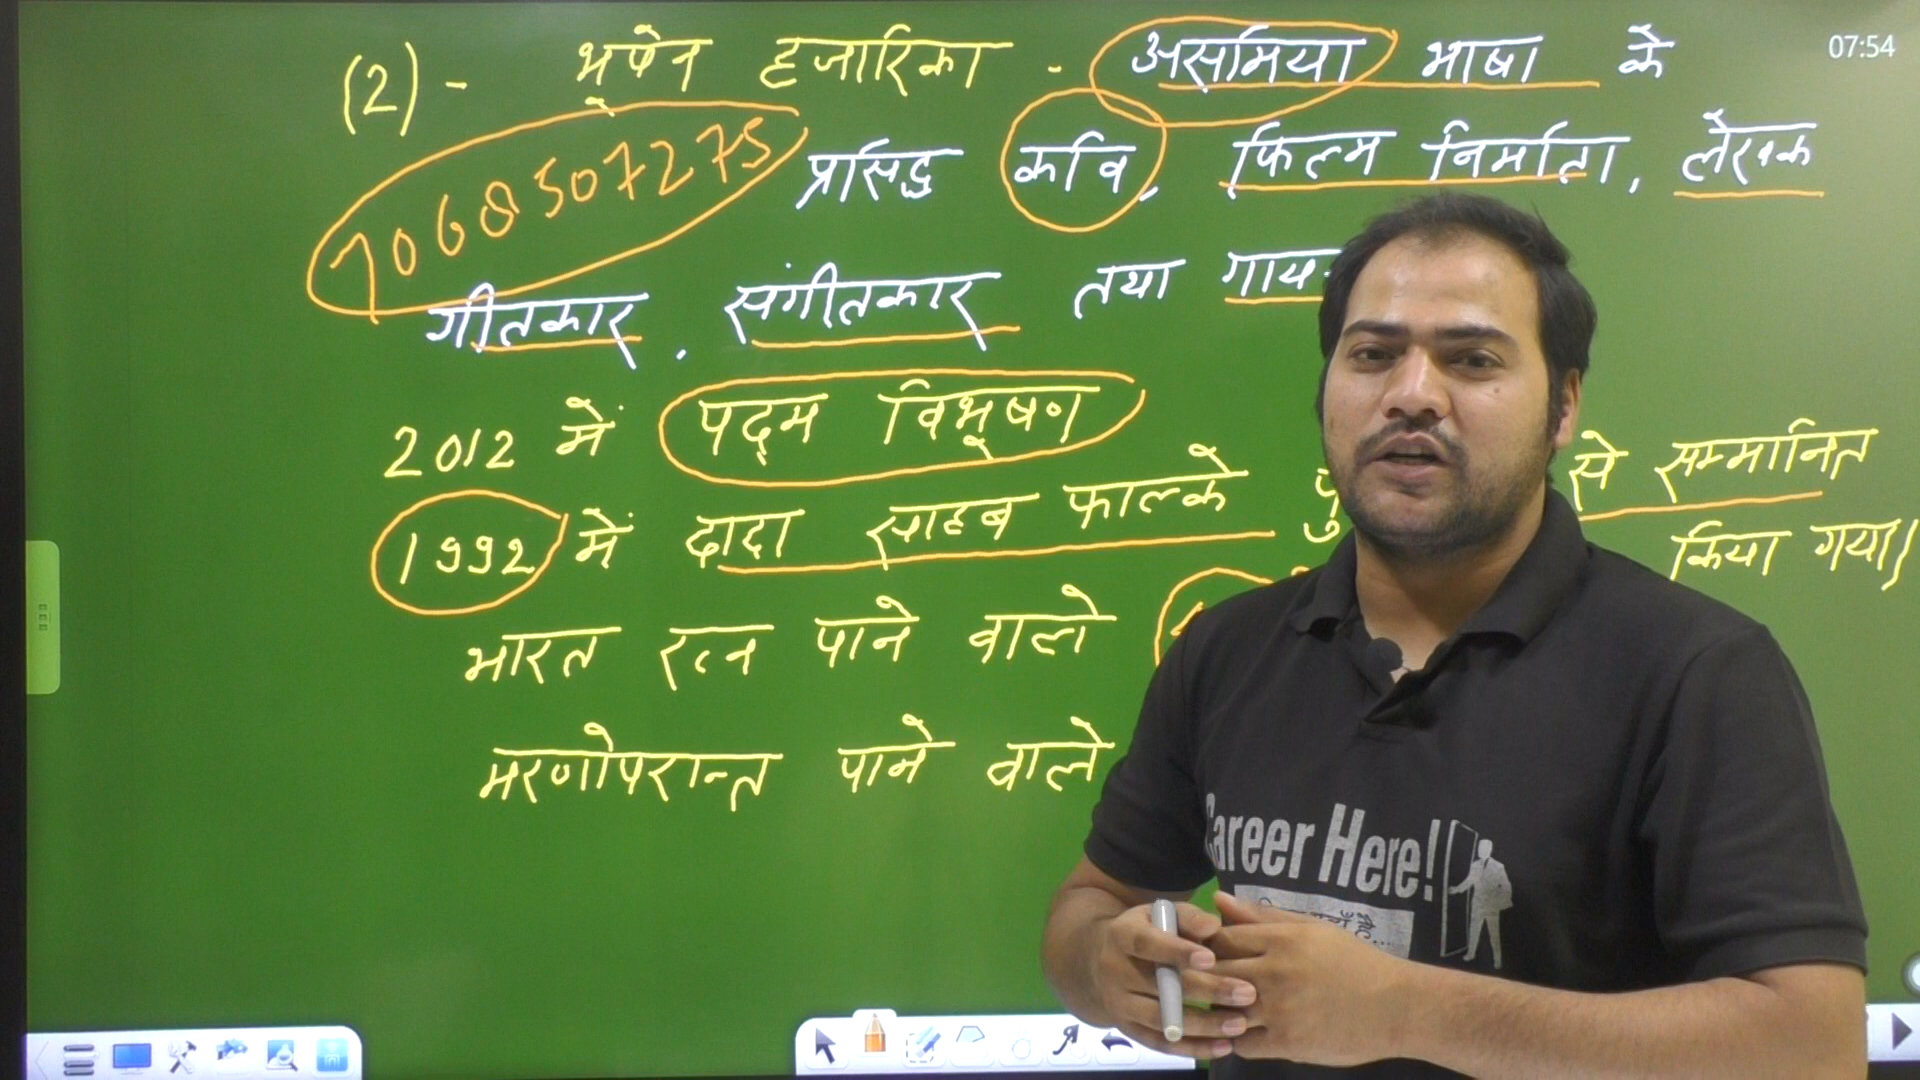 07:54
(2) - भूपेन हजारिका - असमिया भाषा के
7068507275
प्रसिद्ध कवि, फिल्म निर्माता, लेखक
गीतकार, संगीतकार तथा
2012 में पद्म विभूषण
1992 में दादा साहब फाल्के से सम्मानित
किया गया।
भारत रत्न पाने वाले
मरणोपरान्त पाने वाले
Career Here!